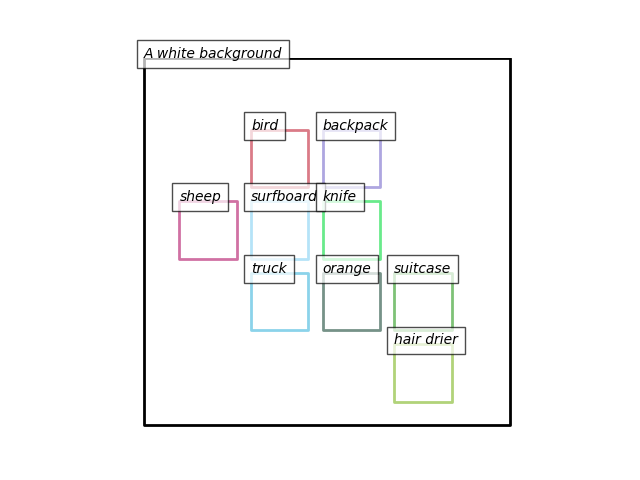 A white background
bird
backpack
sheep
surfboard
knife
truck
orange
suitcase
hair drier